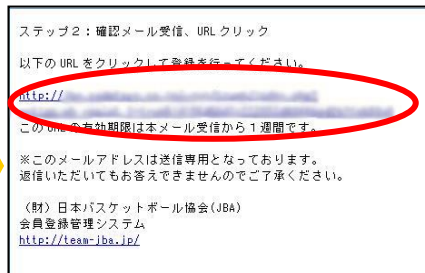 ステップ2：確認メール受信、URLクリック
以下のURLをクリックして登録を行ってください。
http://
このURLの有効期限は本メール受信から1週間です。
※このメールアドレスは送信専用となっております。
返信いただいてもお答えできませんのでご了承ください。
（財）日本バスケットボール協会(JBA)
会員登録管理システム
http://team-jba.jp/